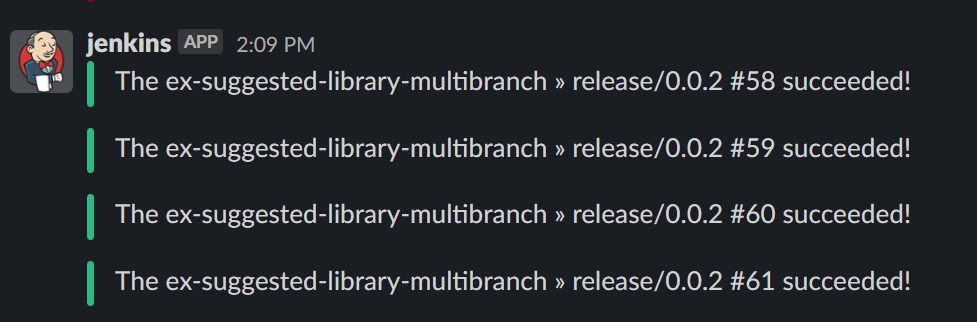 jenkins APP 2:09 PM
The ex-suggested-library-multibranch » release/0.0.2 #58 succeeded!
The ex-suggested-library-multibranch » release/0.0.2 #59 succeeded!
The ex-suggested-library-multibranch » release/0.0.2 #60 succeeded!
The ex-suggested-library-multibranch » release/0.0.2 #61 succeeded!